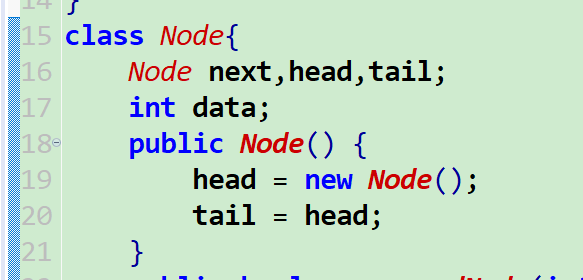 14 }
15 class Node{
16 Node next,head,tail;
17 int data;
18 public Node() {
19 head = new Node();
20 tail = head;
21 }